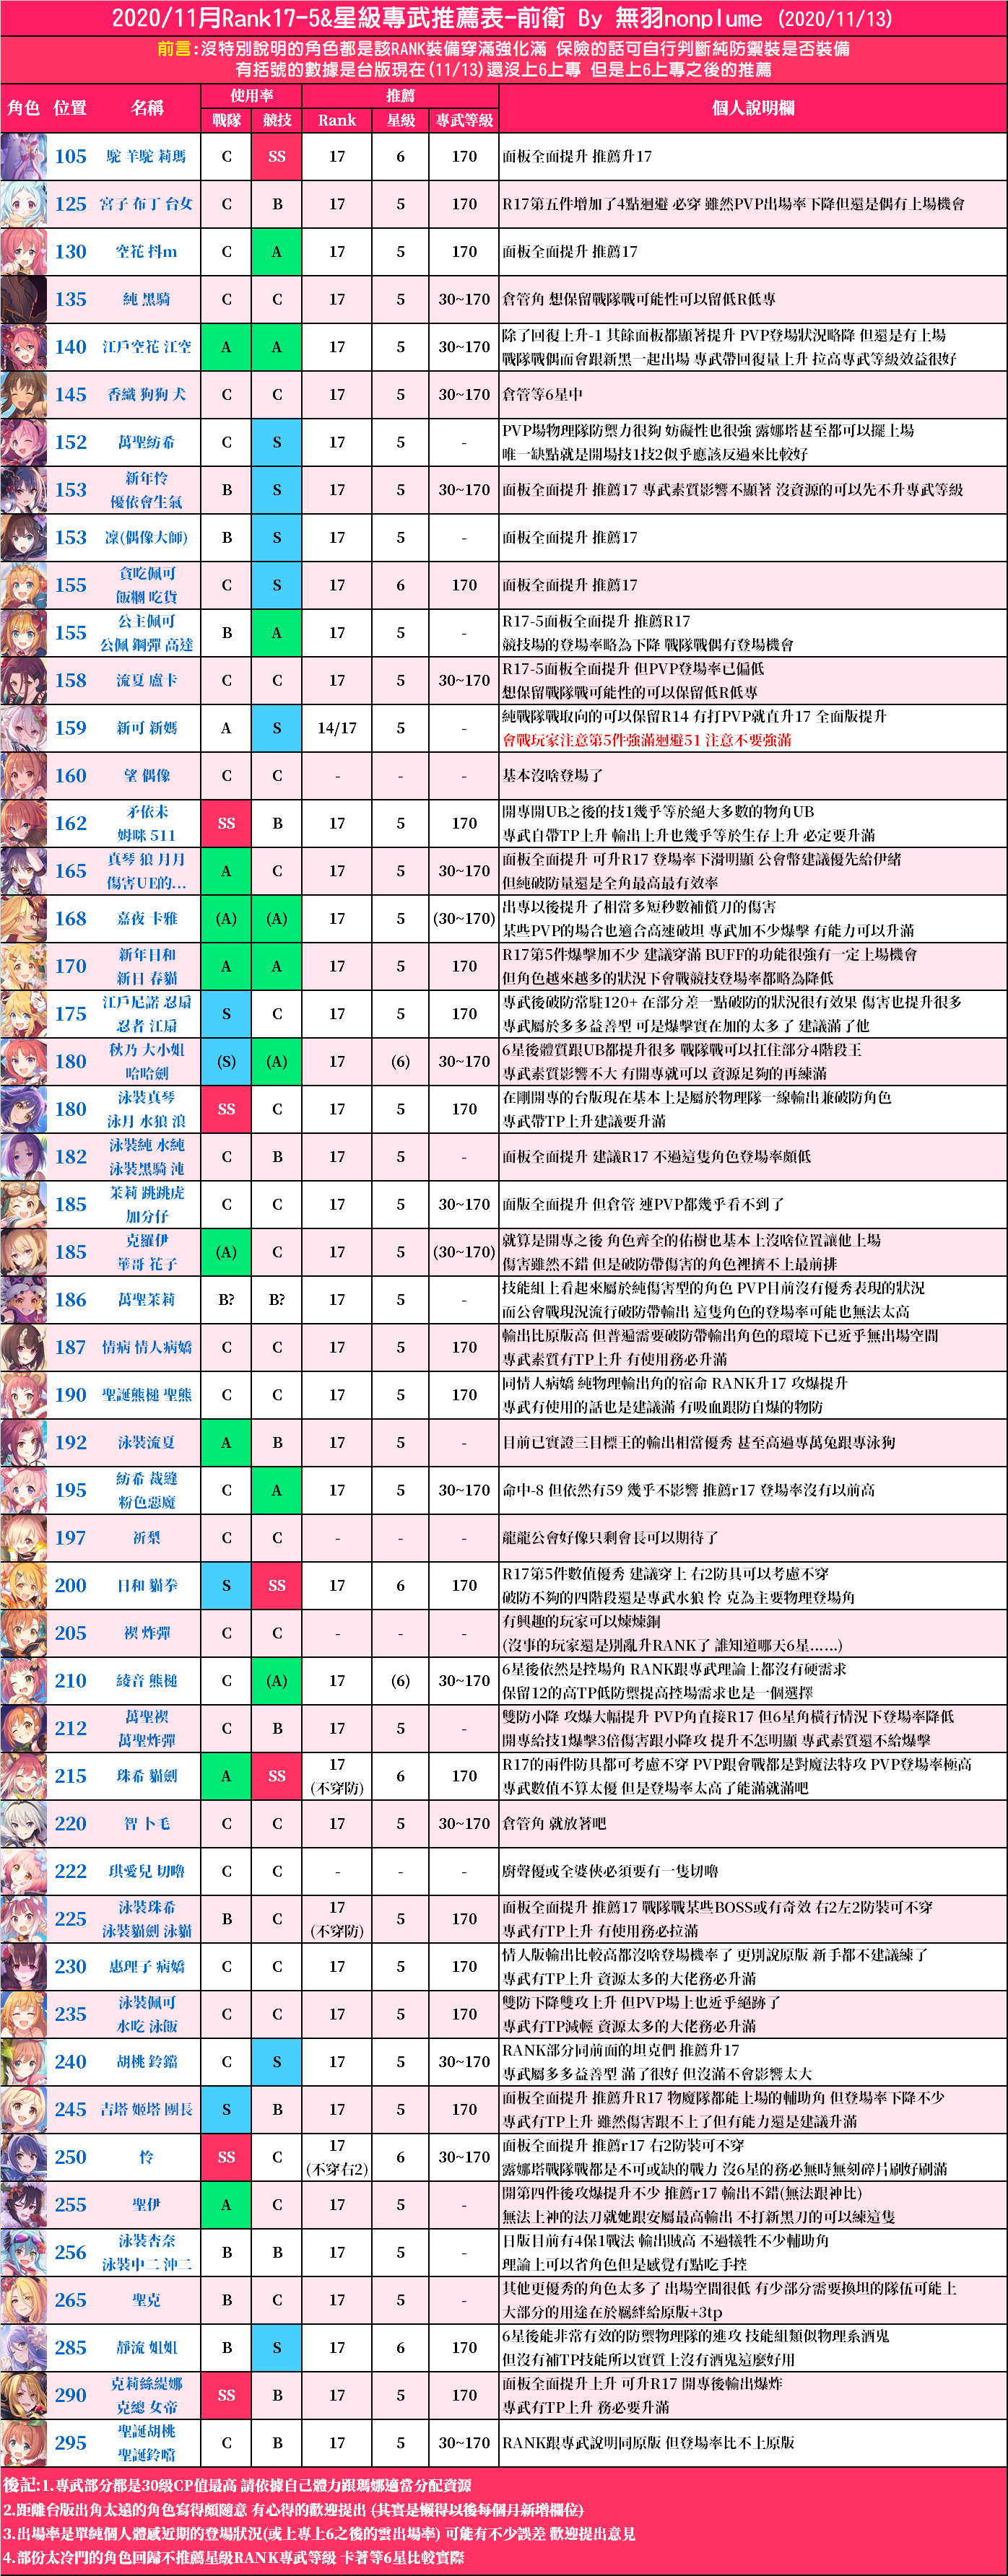 2020/11月Rank17-5&星級專武推薦表-前衛 By 無羽nonplume (2020/11/13)
前言:沒特別說明的角色都是該RANK裝備穿滿強化滿 保險的話可自行判斷純防禦裝是否裝備
有括號的數據是台版現在(11/13)還沒上6上專 但是上6上專之後的推薦
角色 位置 名稱 使用率 推薦 個人說明欄
戰隊 競技 Rank 星級 專武等級
105 駝 羊駝 莉瑪 C SS 17 6 170 面板全面提升 推薦升17
125 宮子 布丁 台女 C B 17 5 170 R17第五件增加了4點迴避 必穿 雖然PVP出場率下降但還是偶有上場機會
130 空花 抖m C A 17 5 170 面板全面提升 推薦17
135 純 黑騎 C C 17 5 30~170 倉管角 想保留戰隊戰可能性可以留低R低專
140 江戶空花 江空 A A 17 5 30~170 除了回復上升-1 其餘面板都顯著提升 PVP登場狀況略降 但還是有上場
戰隊戰偶而會跟新黑一起出場 專武帶回復量上升 拉高專武等級效益很好
145 香織 狗狗 犬 C C 17 5 30~170 倉管等6星中
152 萬聖紡希 C S 17 5 - PVP場物理隊防禦力很夠 妨礙性也很強 露娜塔甚至都可以擺上場
唯一缺點就是開場技1技2似乎應該反過來比較好
153 新年怜 B S 17 5 30~170 面板全面提升 推薦17 專武素質影響不顯著 沒資源的可以先不升專武等級
優依會生氣
153 凜(偶像大師) B S 17 5 - 面板全面提升 推薦17
155 貪吃佩可 C S 17 6 170 面板全面提升 推薦17
飯糰 吃貨
155 公主佩可 B A 17 5 - R17-5面板全面提升 推薦R17
公佩 鋼彈 高達 競技場的登場率略為下降 戰隊戰偶有登場機會
158 流夏 盧卡 C C 17 5 30~170 R17-5面板全面提升 但PVP登場率已偏低
想保留戰隊戰可能性的可以保留低R低專
159 新可 新媽 A S 14/17 5 - 純戰隊戰取向的可以保留R14 有打PVP就直升17 全面版提升
會戰玩家注意第5件強滿迴避51 注意不要強滿
160 望 偶像 C C - - - 基本沒啥登場了
162 矛依未 SS B 17 5 170 開專開UB之後的技1幾乎等於絕大多數的物角UB
姆咪 511 專武自帶TP上升 輸出上升也幾乎等於生存上升 必定要升滿
165 真琴 狼 月月 A C 17 5 30~170 面板全面提升 可升R17 登場率下滑明顯 公會幣建議優先給伊緒
傷害UE的... 但純破防量還是全角最高最有效率
168 嘉夜 卡雅 (A) (A) 17 5 (30~170) 出專以後提升了相當多短秒數補償刀的傷害
某些PVP的場合也適合高速破坦 專武加不少爆擊 有能力可以升滿
170 新年日和 A A 17 5 170 R17第5件爆擊加不少 建議穿滿 BUFF的功能很強有一定上場機會
新日 春貓 但角色越來越多的狀況下會戰競技登場率都略為降低
175 江戶尼諾 忍扇 S C 17 5 170 專武後破防常駐120+ 在部分差一點破防的狀況很有效果 傷害也提升很多
忍者 江扇 專武屬於多多益善型 可是爆擊實在加的太多了 建議滿了他
180 秋乃 大小姐 (S) (A) 17 (6) 30~170 6星後體質跟UB都提升很多 戰隊戰可以扛住部分4階段王
哈哈劍 專武素質影響不大 有開專就可以 資源足夠的再練滿
180 泳裝真琴 SS C 17 5 170 在剛開專的台版現在基本上是屬於物理隊一線輸出兼破防角色
泳月 水狼 浪 專武帶TP上升建議要升滿
182 泳裝純 水純 C B 17 5 - 面板全面提升 建議R17 不過這隻角色登場率頗低
泳裝黑騎 沌
185 茉莉 跳跳虎 C C 17 5 30~170 面版全面提升 但倉管 連PVP都幾乎看不到了
加分仔
185 克羅伊 (A) C 17 5 (30~170) 就算是開專之後 角色齊全的佑樹也基本上沒啥位置讓他上場
華哥 花子 傷害雖然不錯 但是破防帶傷害的角色裡擠不上最前排
186 萬聖茉莉 B? B? 17 5 - 技能組上看起來屬於純傷害型的角色 PVP目前沒有優秀表現的狀況
而公會戰現況流行破防帶輸出 這隻角色的登場率可能也無法太高
187 情病 情人病嬌 C C 17 5 170 輸出比原版高 但普遍需要破防帶輸出角色的環境下已近乎無出場空間
專武素質有TP上升 有使用務必升滿
190 聖誕熊槌 聖熊 C C 17 5 170 同情人病嬌 純物理輸出角的宿命 RANK升17 攻爆提升
專武有使用的話也是建議滿 有吸血跟防自爆的物防
192 泳裝流夏 A B 17 5 - 目前已實證三目標王的輸出相當優秀 甚至高過專萬兔跟專泳狗
195 紡希 裁縫 C A 17 5 30~170 命中-8 但依然有59 幾乎不影響 推薦r17 登場率沒有以前高
粉色惡魔
197 祈梨 C C - - - 龍龍公會好像只剩會長可以期待了
200 日和 貓拳 S SS 17 6 170 R17第5件數值優秀 建議穿上 右2防具可以考慮不穿
破防不夠的四階段還是專武水狼 怜 克為主要物理登場角
205 禊 炸彈 C C - - - 有興趣的玩家可以煉煉銅
(沒事的玩家還是別亂升RANK了 誰知道哪天6星......)
210 綾音 熊槌 C (A) 17 (6) 30~170 6星後依然是控場角 RANK跟專武理論上都沒有硬需求
保留12的高TP低防禦提高控場需求也是一個選擇
212 萬聖禊 C B 17 5 - 雙防小降 攻爆大幅提升 PVP角直接R17 但6星角橫行情況下登場率降低
萬聖炸彈 開專給技1爆擊3倍傷害跟小降攻 提升不怎明顯 專武素質還不給爆擊
215 珠希 貓劍 A SS 17 6 170 R17的兩件防具都可考慮不穿 PVP跟會戰都是對魔法特攻 PVP登場率極高
(不穿防) 專武數值不算太優 但是登場率太高了能滿就滿吧
220 智 卜毛 C C 17 5 30~170 倉管角 就放著吧
222 琪愛兒 切嚕 C C - - - 廚聲優或全婆俠必須要有一隻切嚕
225 泳裝珠希 B C 17 5 170 面板全面提升 推薦17 戰隊戰某些BOSS或有奇效 右2左2防裝可不穿
泳裝貓劍 泳貓 (不穿防) 專武有TP上升 有使用務必拉滿
230 惠理子 病嬌 C C 17 5 170 情人版輸出比較高都沒啥登場機率了 更別說原版 新手都不建議練了
專武有TP上升 資源太多的大佬務必升滿
235 泳裝佩可 C C 17 5 170 雙防下降雙攻上升 但PVP場上也近乎絕跡了
水吃 泳飯 專武有TP減輕 資源太多的大佬務必升滿
240 胡桃 鈴鐺 C S 17 5 30~170 RANK部分同前面的坦克們 推薦升17
專武屬多多益善型 滿了很好 但沒滿不會影響太大
245 吉塔 姬塔 團長 S B 17 5 170 面板全面提升 推薦升R17 物魔隊都能上場的輔助角 但登場率下降不少
專武有TP上升 雖然傷害跟不上了但有能力還是建議升滿
250 怜 SS C 17 6 30~170 面板全面提升 推薦r17 右2防裝可不穿
(不穿右2) 露娜塔戰隊戰都是不可或缺的戰力 沒6星的務必無時無刻碎片刷好刷滿
255 聖伊 A C 17 5 - 開第四件後攻爆提升不少 推薦r17 輸出不錯(無法跟神比)
無法上神的法刀就她跟安屬最高輸出 不打新黑刀的可以練這隻
256 泳裝杏奈 B B 17 5 - 日版目前有4保1戰法 輸出賊高 不過犧牲不少輔助角
泳裝中二 沖二 理論上可以省角色但是感覺有點吃手控
265 聖克 B C 17 5 - 其他更優秀的角色太多了 出場空間很低 有少部分需要換坦的隊伍可能上
大部分的用途在於羈絆給原版+3tp
285 靜流 姐姐 B S 17 6 170 6星後能非常有效的防禦物理隊的進攻 技能組類似物理系酒鬼
但沒有補TP技能所以實質上沒有酒鬼這麼好用
290 克莉絲緹娜 SS B 17 5 170 面板全面提升上升 可升R17 開專後輸出爆炸
克總 女帝 專武有TP上升 務必要升滿
295 聖誕胡桃 C B 17 5 30~170 RANK跟專武說明同原版 但登場率比不上原版
聖誕鈴噹
後記:1.專武部分都是30級CP值最高 請依據自己體力跟瑪娜適當分配資源
2.距離台版出角太遠的角色寫得頗隨意 有心得的歡迎提出 (其實是懶得以後每個月新增欄位)
3.出場率是單純個人體感近期的登場狀況(或上專上6之後的雲出場率) 可能有不少誤差 歡迎提出意見
4.部份太冷門的角色回歸不推薦星級RANK專武等級 卡著等6星比較實際